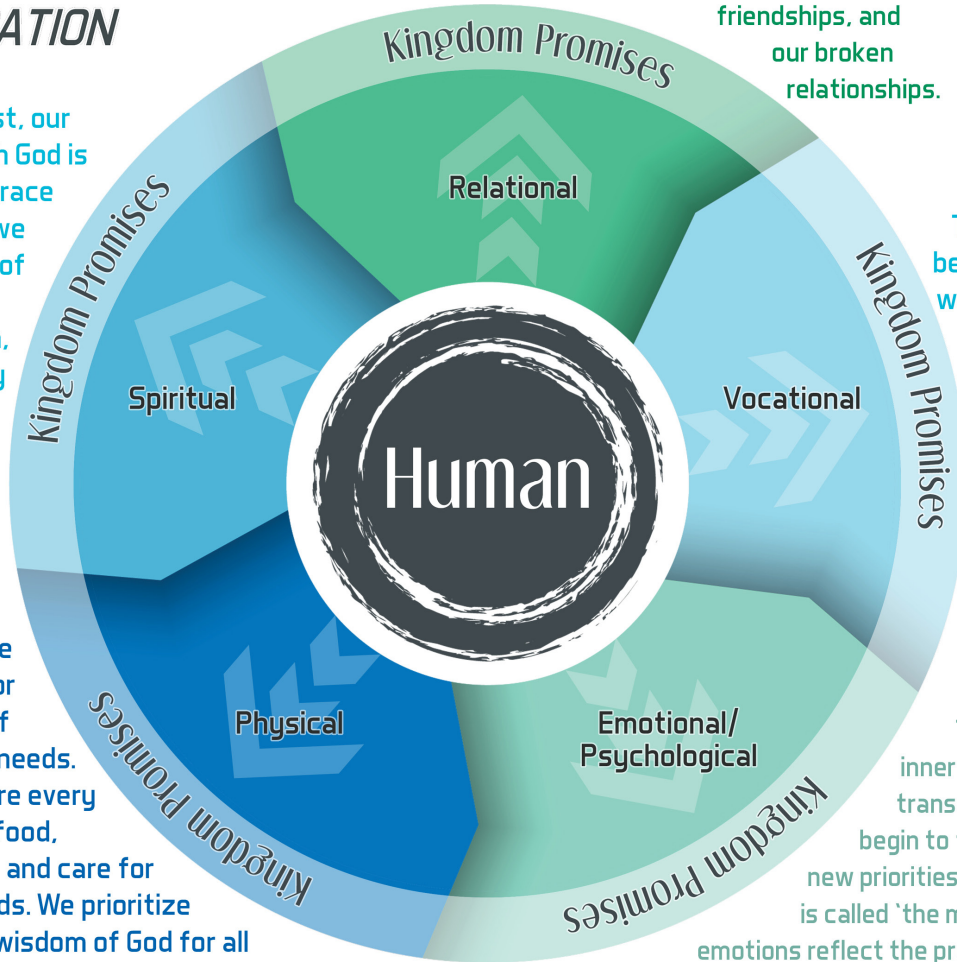 ATION
friendships, and
our broken
relationships.
Kingdom Promises
Relational
st, our
God is
race
we
of
Kingdom Promises
Spiritual
be
w
Kingdom Promises
Vocational
Human
needs.
re every
food,
and care for
ds. We prioritize
wisdom of God for all
Physical
Kingdom Promises
Emotional/
Psychological
Kingdom Promises
inner
trans
begin to
new priorities
is called ‘the m
emotions reflect the pr